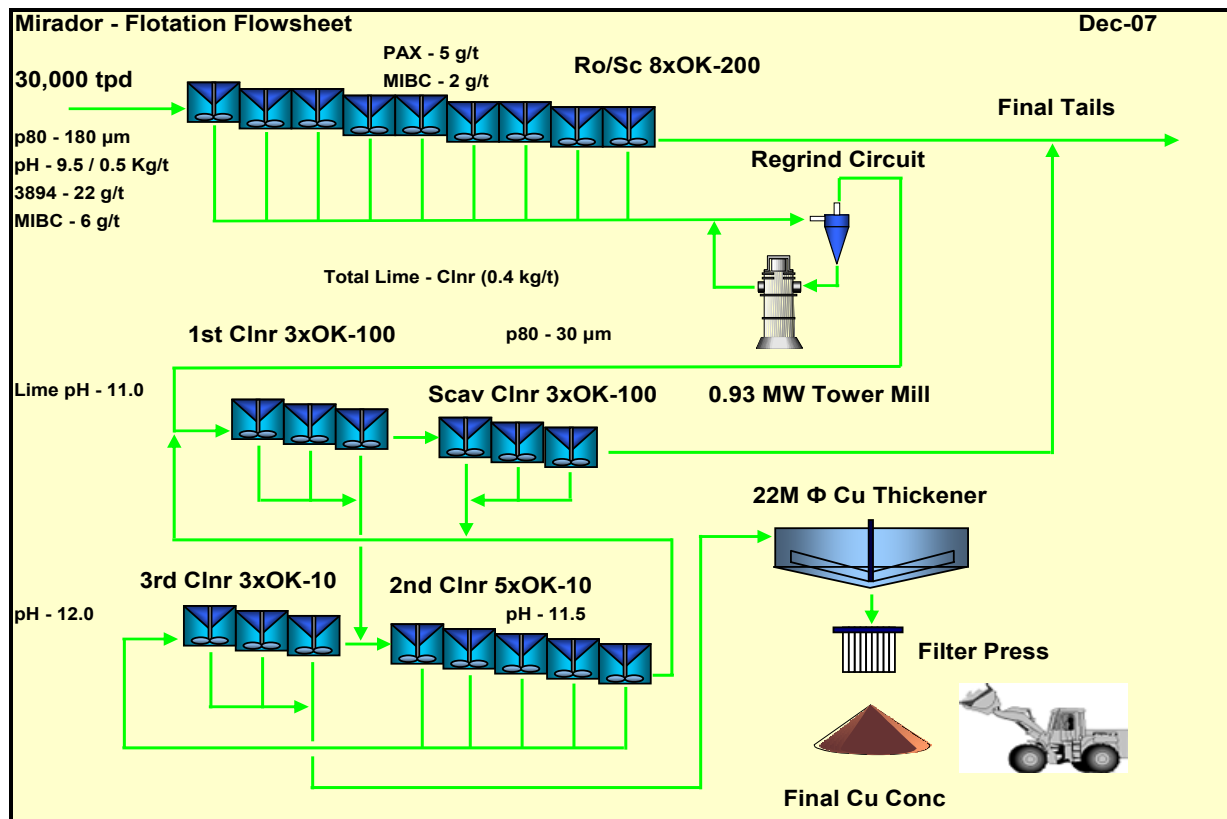 Mirador - Flotation Flowsheet
Dec-07
PAX - 5 g/t
MIBC - 2 g/t
Ro/Sc 8xOK-200
30,000 tpd
Final Tails
p80 - 180 µm
pH - 9.5 / 0.5 Kg/t
3894 - 22 g/t
MIBC - 6 g/t
Regrind Circuit
Total Lime - Clnr (0.4 kg/t)
1st Clnr 3xOK-100
p80 - 30 µm
Lime pH - 11.0
Scav Clnr 3xOK-100
0.93 MW Tower Mill
22M Φ Cu Thickener
3rd Clnr 3xOK-10
2nd Clnr 5xOK-10
pH - 12.0
pH - 11.5
Filter Press
Final Cu Conc